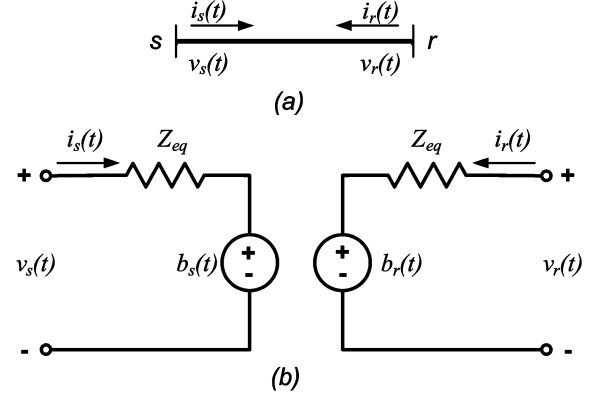 i_s(t) i_r(t)
s r
v_s(t) v_r(t)
(a)
i_s(t) Z_eq Z_eq i_r(t)
+ +
+ +
v_s(t) b_s(t) b_r(t) v_r(t)
- -
- -
(b)